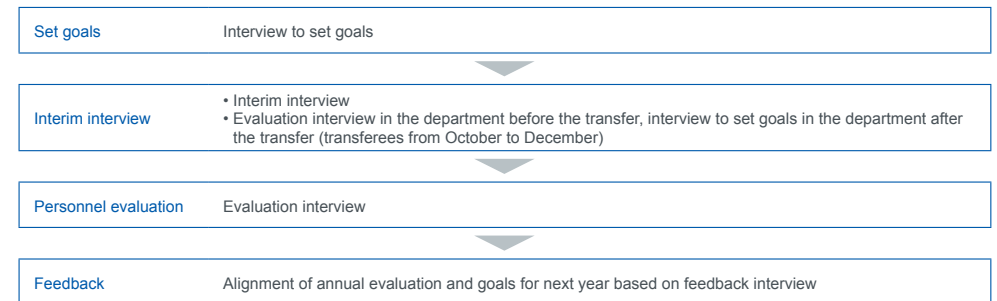 Set goals
Interview to set goals
Interim interview
• Interim interview
• Evaluation interview in the department before the transfer, interview to set goals in the department after
the transfer (transferees from October to December)
Personnel evaluation
Evaluation interview
Feedback
Alignment of annual evaluation and goals for next year based on feedback interview